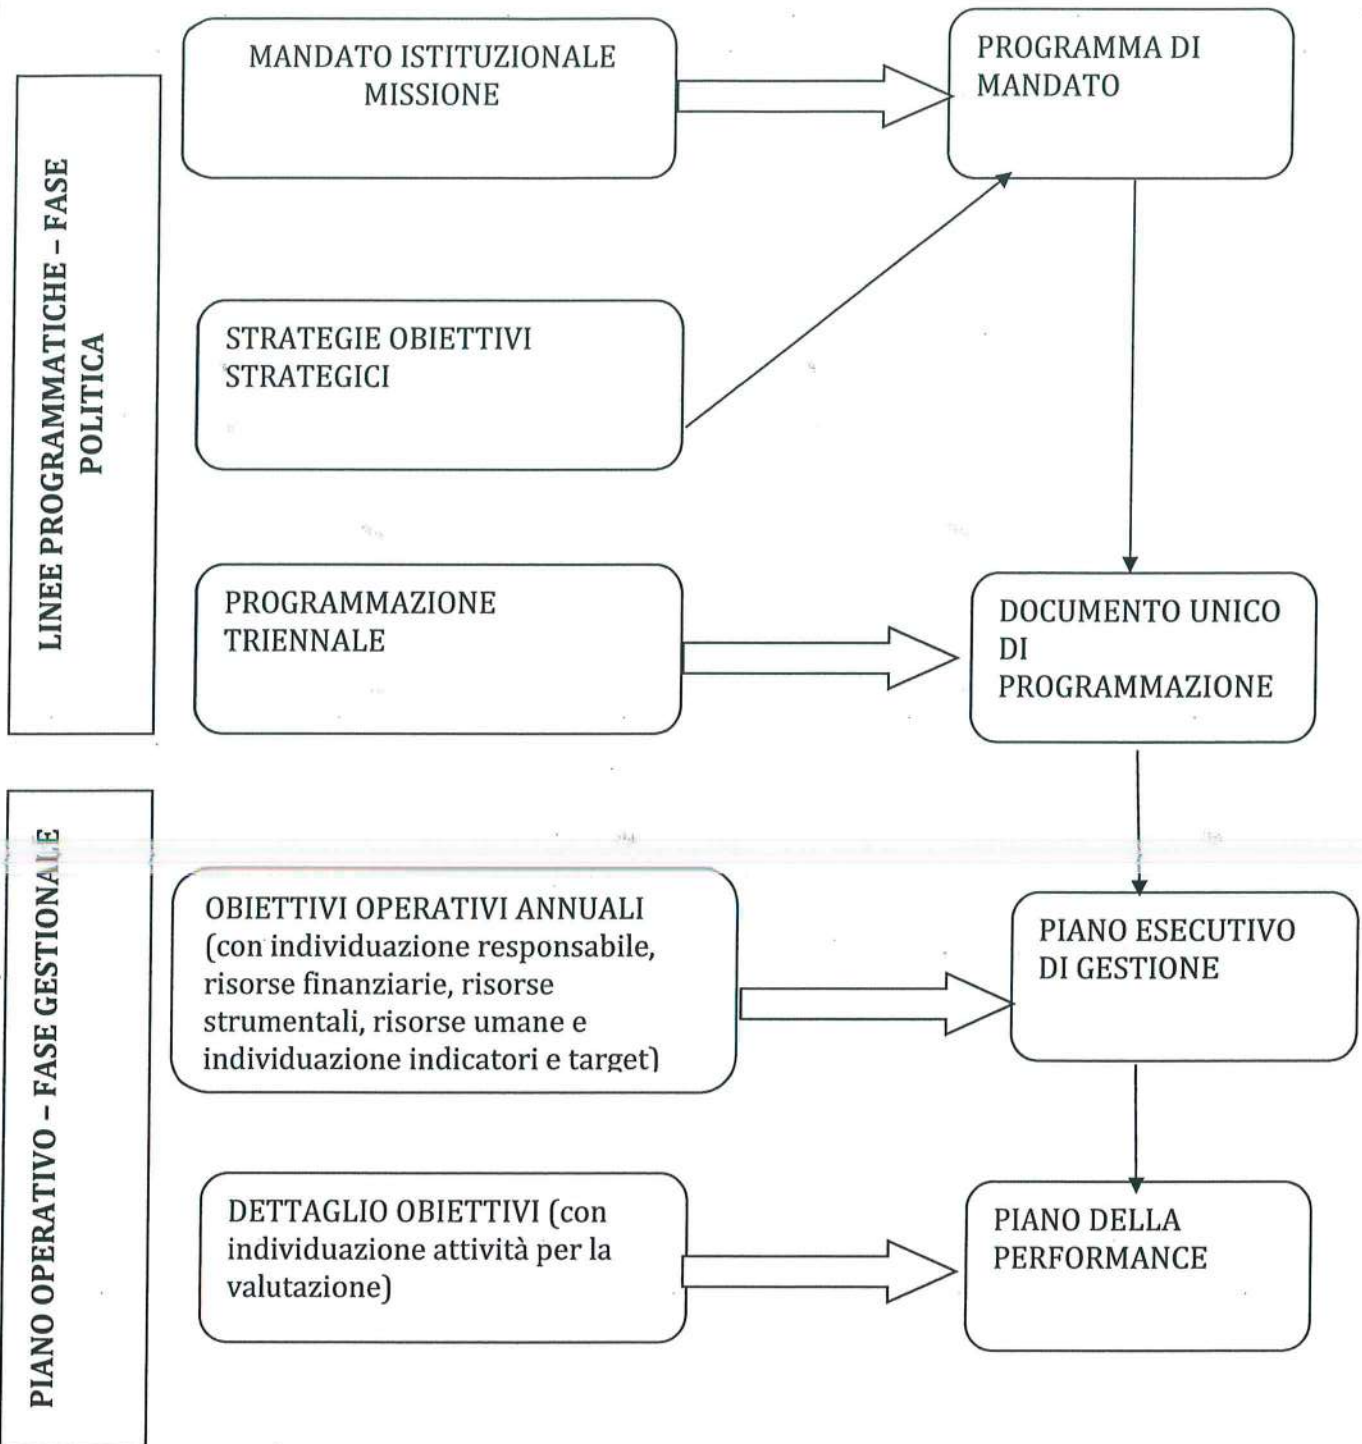 MANDATO ISTITUZIONALE
MISSIONE
PROGRAMMA DI
MANDATO
LINEE PROGRAMMATICHE – FASE
POLITICA
STRATEGIE OBIETTIVI
STRATEGICI
PROGRAMMAZIONE
TRIENNALE
DOCUMENTO UNICO
DI
PROGRAMMAZIONE
PIANO OPERATIVO – FASE GESTIONALE
OBIETTIVI OPERATIVI ANNUALI
(con individuazione responsabile,
risorse finanziarie, risorse
strumentali, risorse umane e
individuazione indicatori e target)
PIANO ESECUTIVO
DI GESTIONE
DETTAGLIO OBIETTIVI (con
individuazione attività per la
valutazione)
PIANO DELLA
PERFORMANCE